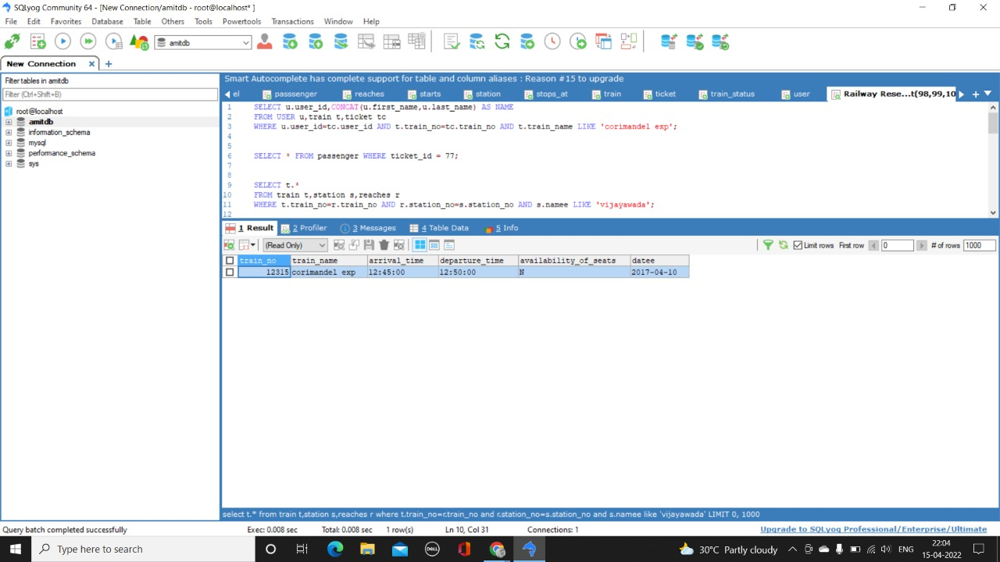 SQLyog Community 64 - [New Connection/amitdb - root@localhost* ]
File Edit Favorites Database Table Others Tools Powertools Transactions Window Help
amitdb
New Connection
Filter tables in amitdb
Filter (Ctrl+Shift+B)
root@localhost
amitdb
information_schema
mysql
performance_schema
sys
Smart Autocomplete has complete support for table and column aliases : Reason #15 to upgrade
el passsenger reaches starts station stops_at train ticket train_status user Railway Rese...t(98,99,10
1 SELECT u.user_id,CONCAT(u.first_name,u.last_name) AS NAME
2 FROM USER u,train t,ticket tc
3 WHERE u.user_id=tc.user_id AND t.train_no=tc.train_no AND t.train_name LIKE 'corimandel exp';
4
5
6 SELECT * FROM passenger WHERE ticket_id = 77;
7
8
9 SELECT t.*
10 FROM train t,station s,reaches r
11 WHERE t.train_no=r.train_no AND r.station_no=s.station_no AND s.namee LIKE 'vijayawada';
12
1 Result 2 Profiler 3 Messages 4 Table Data 5 Info
(Read Only) Limit rows First row 0 # of rows 1000
train_no train_name arrival_time departure_time availability_of_seats datee
12315 corimandel exp 12:45:00 12:50:00 N 2017-04-10
select t.* from train t,station s,reaches r where t.train_no=r.train_no and r.station_no=s.station_no and s.namee like 'vijayawada' LIMIT 0, 1000
Query batch completed successfully Exec: 0.008 sec Total: 0.008 sec 1 row(s) Ln 10, Col 31 Connections: 1 Upgrade to SQLyog Professional/Enterprise/Ultimate
Type here to search DELL 30°C Partly cloudy ENG 22:04
15-04-2022